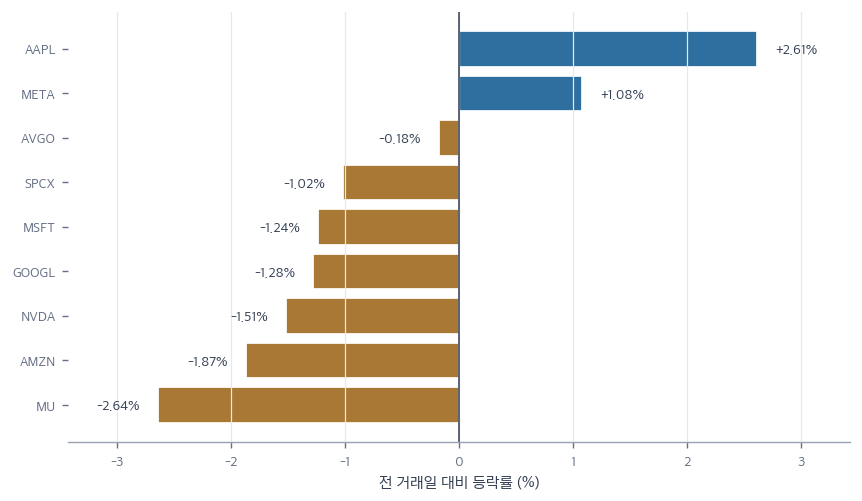 AAPL +2.61%
META +1.08%
AVGO -0.18%
SPCX -1.02%
MSFT -1.24%
GOOGL -1.28%
NVDA -1.51%
AMZN -1.87%
MU -2.64%
-3 -2 -1 0 1 2 3
전 거래일 대비 등락률 (%)